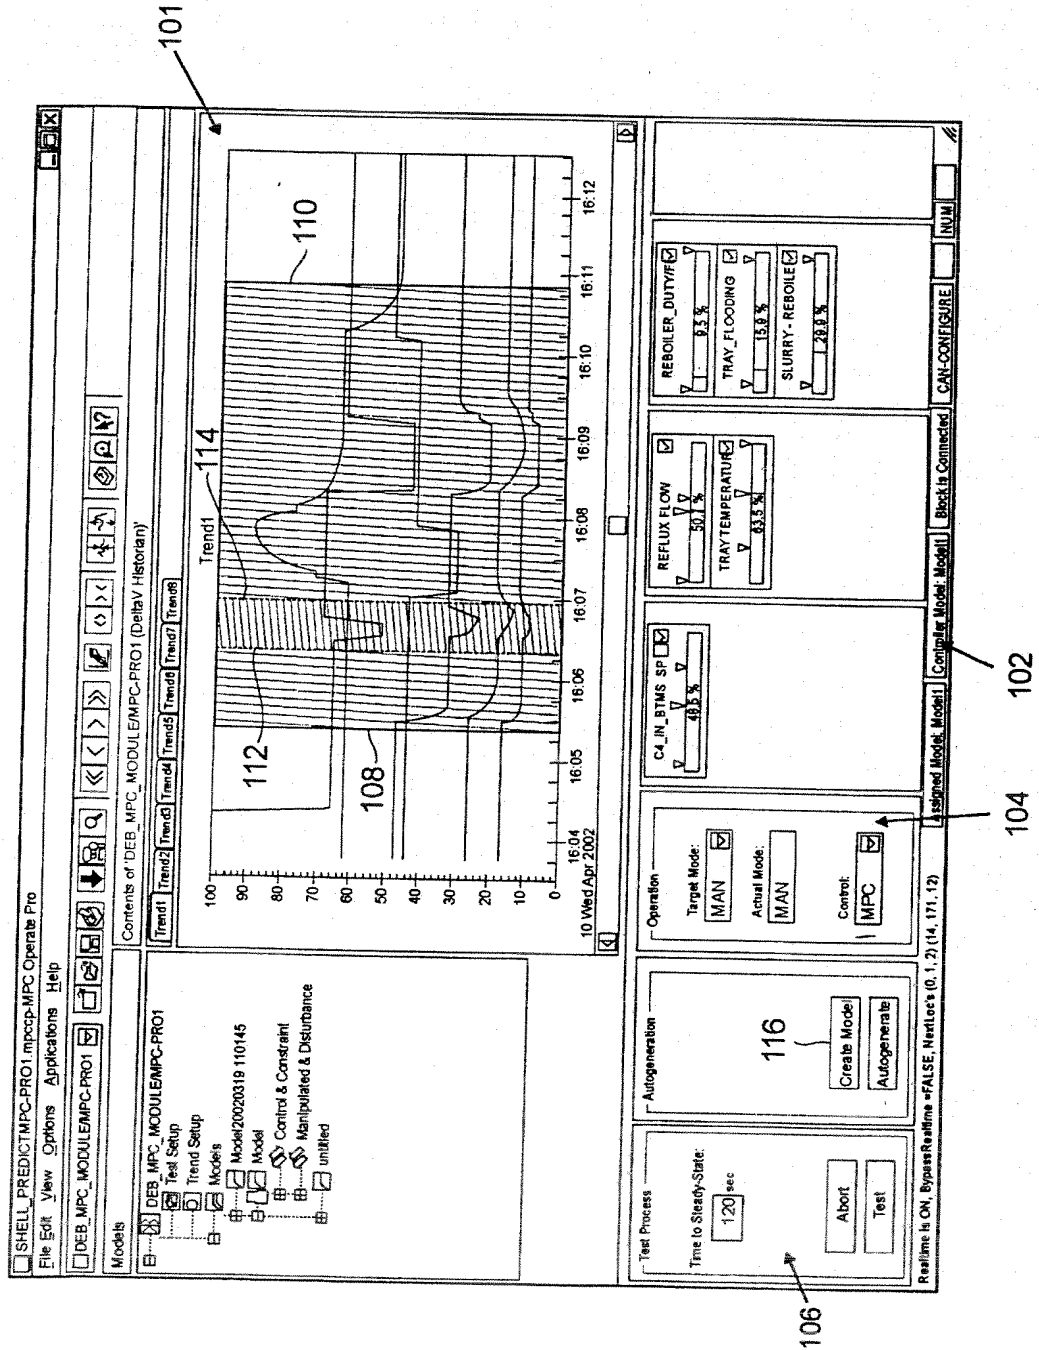 SHELL_PREDICTMPC-PRO1.mpccp-MPC Operate Pro
File Edit View Options Applications Help
DEB_MPC_MODULE/MPC-PRO1
Models
Contents of 'DEB_MPC_MODULE/MPC-PRO1 (DeltaV Historian)'
DEB_MPC_MODULE/MPC-PRO1
Test Setup
Trend Setup
Models
Model20020319 110145
Model
Control & Constraint
Manipulated & Disturbance
untitled
Trend1 Trend2 Trend3 Trend4 Trend5 Trend6 Trend7 Trend8
Trend1
101
112
114
110
108
100
90
80
70
60
50
40
30
20
10
0
16:04 16:05 16:06 16:07 16:08 16:09 16:10 16:11 16:12
10 Wed Apr 2002
Test Process
Time to Steady-State:
120 sec
Abort
Test
106
Autogeneration
116
Create Model
Autogenerate
Operation
Target Mode:
MAN
Actual Mode:
MAN
Control:
MPC
104
C4_IN_BTMS SP
48.5 %
REFLUX FLOW
50.1 %
TRAY TEMPERATUR
63.5 %
REBOILER_DUTY/F
9.5 %
TRAY_FLOODING
15.9 %
SLURRY - REBOILE
29.9 %
Realtime is ON, BypassRealtime =FALSE, NextLoc's (0, 1, 2) (14, 171, 12)
Assigned Model: Model1 Controller Model: Model1 Block is Connected CAN-CONFIGURE NUM
102